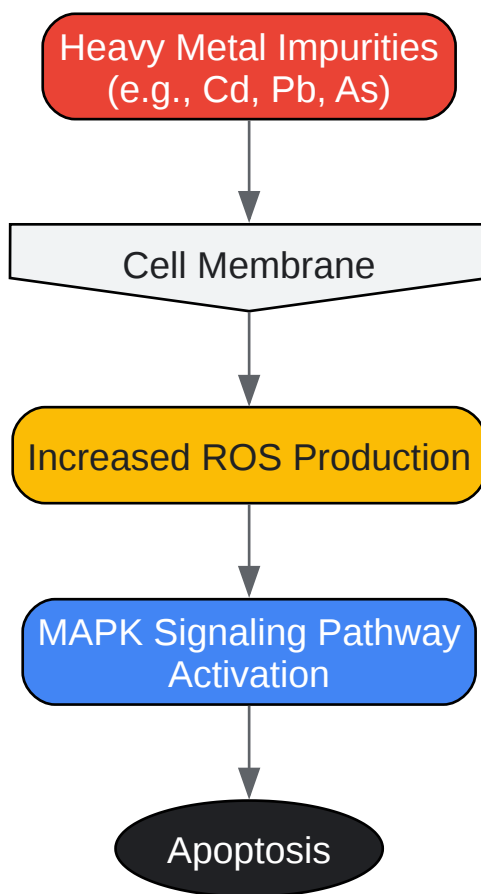 Heavy Metal Impurities
(e.g., Cd, Pb, As)
Cell Membrane
Increased ROS Production
MAPK Signaling Pathway
Activation
Apoptosis